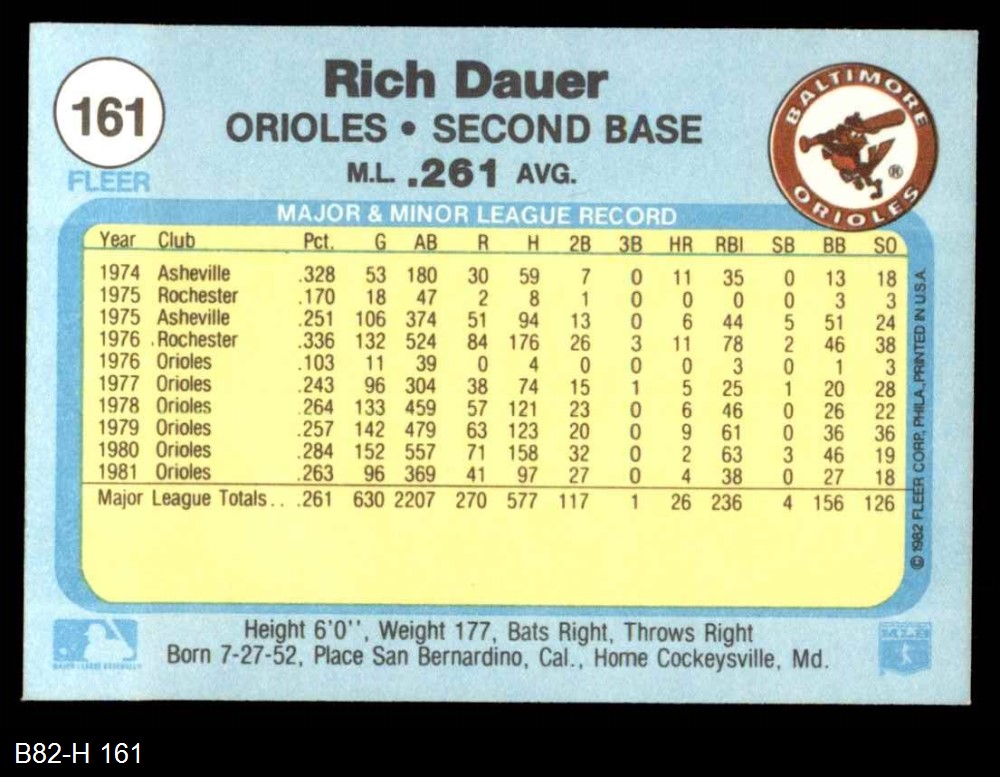 161
FLEER
Rich Dauer
ORIOLES • SECOND BASE
M.L. .261 AVG.
BALTIMORE
ORIOLES
®
MAJOR & MINOR LEAGUE RECORD
Year Club Pct. G AB R H 2B 3B HR RBI SB BB SO
1974 Asheville .328 53 180 30 59 7 0 11 35 0 13 18
1975 Rochester .170 18 47 2 8 1 0 0 0 0 3 3
1975 Asheville .251 106 374 51 94 13 0 6 44 5 51 24
1976 Rochester .336 132 524 84 176 26 3 11 78 2 46 38
1976 Orioles .103 11 39 0 4 0 0 0 3 0 1 3
1977 Orioles .243 96 304 38 74 15 1 5 25 1 20 28
1978 Orioles .264 133 459 57 121 23 0 6 46 0 26 22
1979 Orioles .257 142 479 63 123 20 0 9 61 0 36 36
1980 Orioles .284 152 557 71 158 32 0 2 63 3 46 19
1981 Orioles .263 96 369 41 97 27 0 4 38 0 27 18
Major League Totals... .261 630 2207 270 577 117 1 26 236 4 156 126
© 1982 FLEER CORP., PHILA., PRINTED IN U.S.A.
Height 6'0'', Weight 177, Bats Right, Throws Right
Born 7-27-52, Place San Bernardino, Cal., Home Cockeysville, Md.
MAJOR LEAGUE BASEBALL
B82-H 161